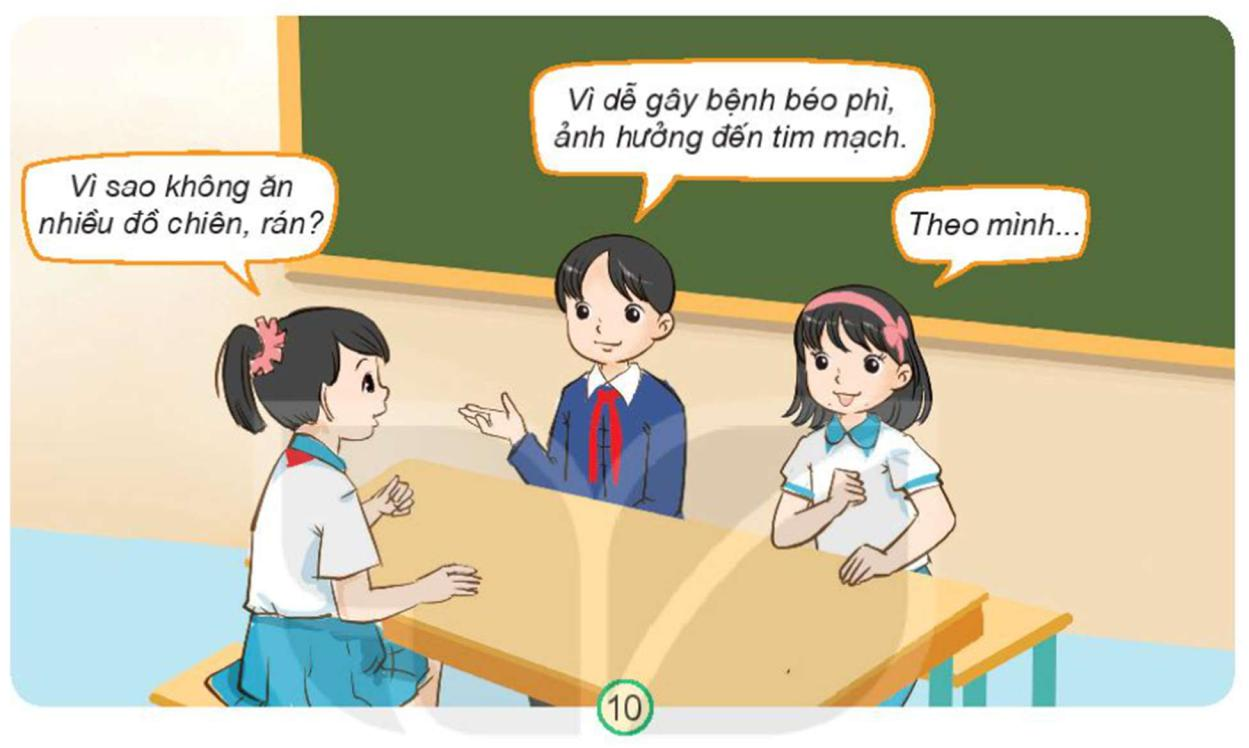 Vì sao không ăn
nhiều đồ chiên, rán?
Vì dễ gây bệnh béo phì,
ảnh hưởng đến tim mạch.
Theo mình...
10